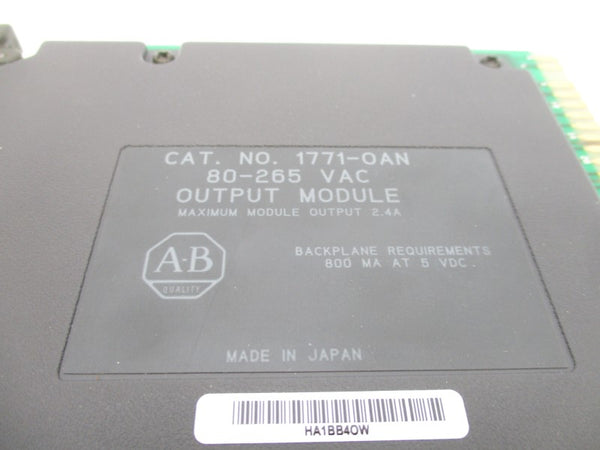 CAT. NO. 1771-OAN
80-265 VAC
OUTPUT MODULE
MAXIMUM MODULE OUTPUT 2.4A
A-B
QUALITY
BACKPLANE REQUIREMENTS
800 MA AT 5 VDC.
MADE IN JAPAN
HA1BB40W